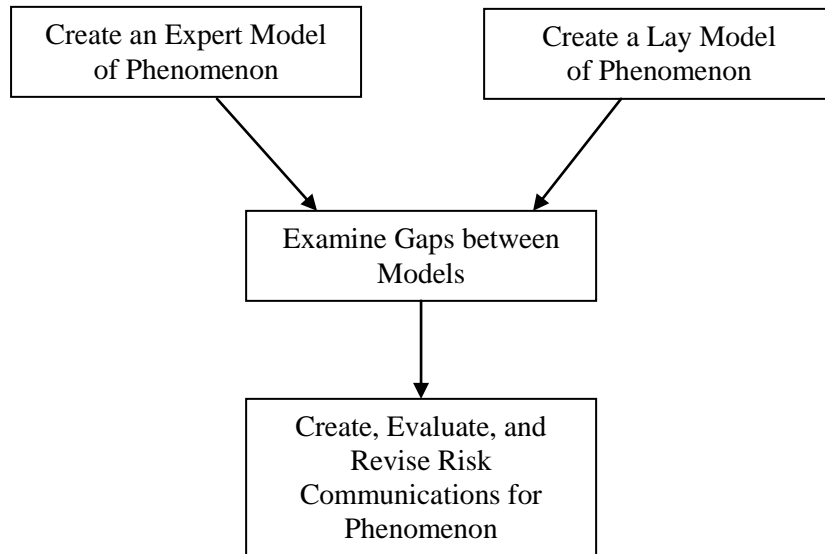 Create an Expert Model
of Phenomenon
Create a Lay Model
of Phenomenon
Examine Gaps between
Models
Create, Evaluate, and
Revise Risk
Communications for
Phenomenon